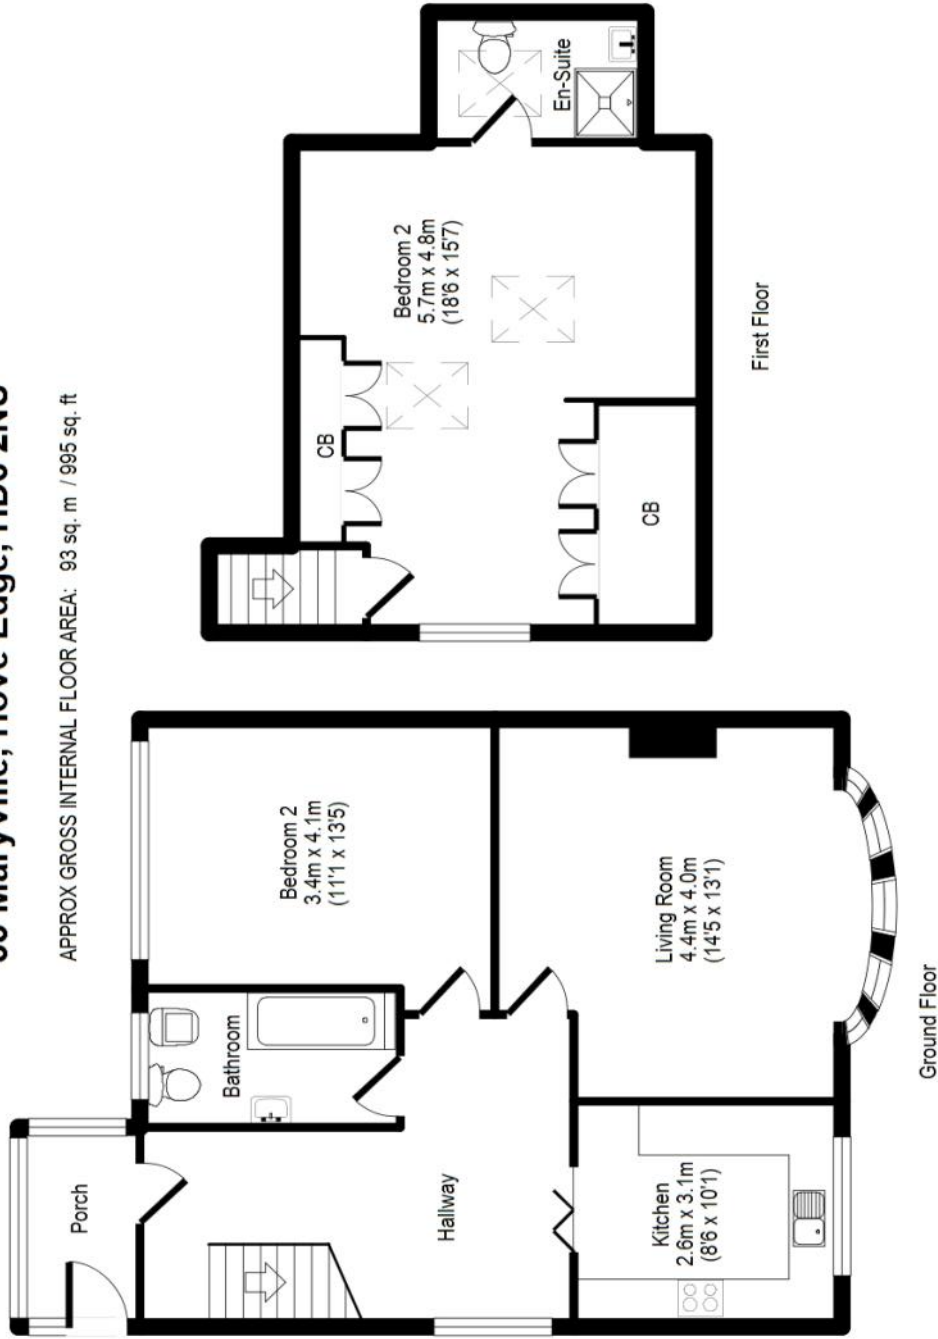 Maryville, Hove Edge,
APPROX GROSS INTERNAL FLOOR AREA: 93 sq. m / 995 sq. ft
Porch
Bathroom
Bedroom 2
3.4m x 4.1m
(11'1 x 13'5)
Hallway
Kitchen
2.6m x 3.1m
(8'6 x 10'1)
Living Room
4.4m x 4.0m
(14'5 x 13'1)
Ground Floor
CB
Bedroom 2
5.7m x 4.8m
(18'6 x 15'7)
En-Suite
CB
First Floor